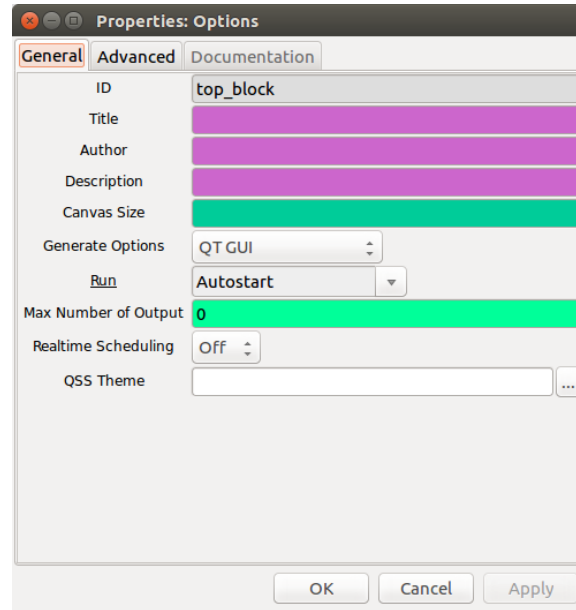 Properties: Options
General Advanced Documentation
ID top_block
Title
Author
Description
Canvas Size
Generate Options QT GUI
Run Autostart
Max Number of Output 0
Realtime Scheduling Off
QSS Theme ...
OK Cancel Apply